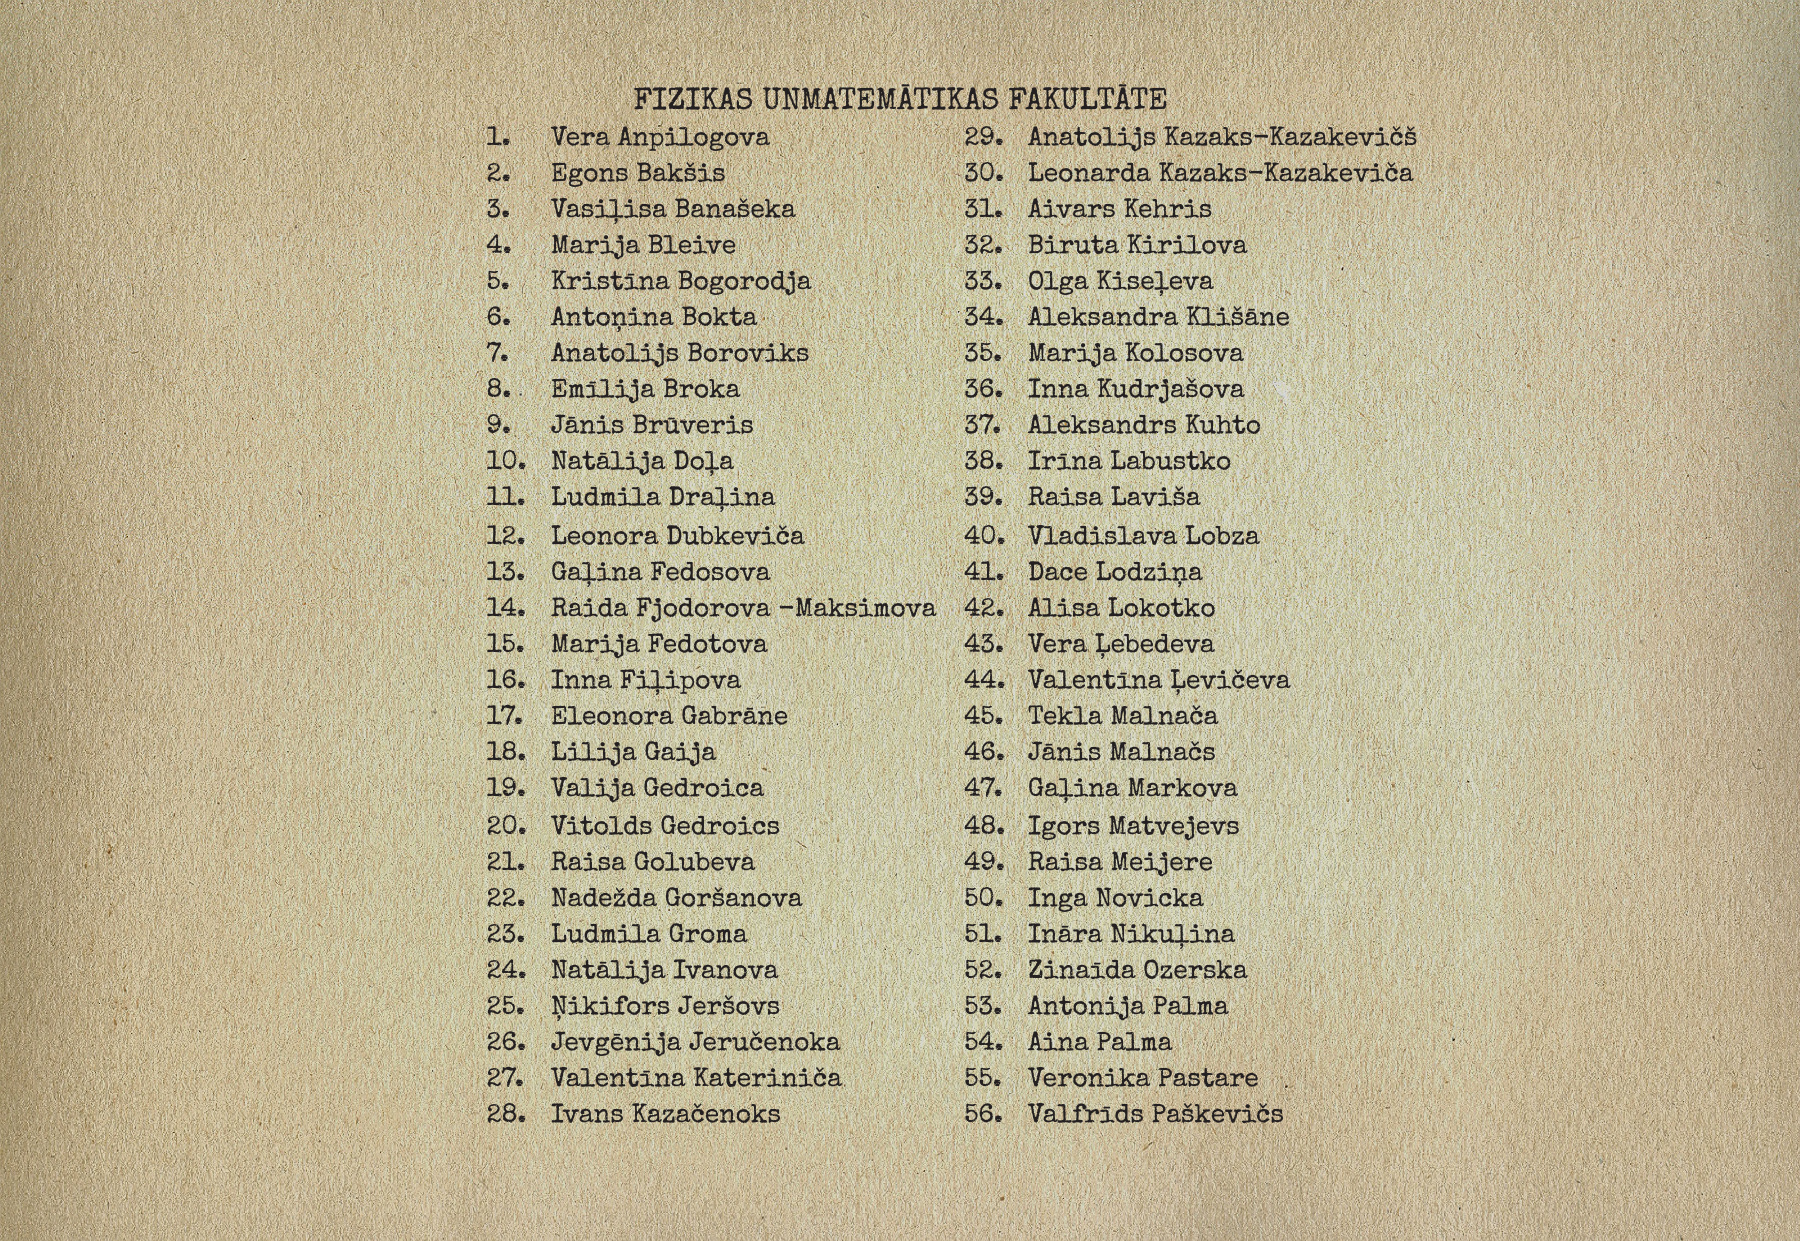 FIZIKAS UNMATEMĀTIKAS FAKULTĀTE
1. Vera Anpilogova
2. Egons Bakšis
3. Vasiļisa Banašeka
4. Marija Bleive
5. Kristīna Bogorodja
6. Antoņina Bokta
7. Anatolijs Boroviks
8. Emīlija Broka
9. Jānis Brūveris
10. Natālija Doļa
11. Ludmila Draļina
12. Leonora Dubkeviča
13. Gaļina Fedosova
14. Raida Fjodorova -Maksimova
15. Marija Fedotova
16. Inna Fiļipova
17. Eleonora Gabrāne
18. Lilija Gaija
19. Valija Gedroica
20. Vitolds Gedroics
21. Raisa Golubeva
22. Nadežda Goršanova
23. Ludmila Groma
24. Natālija Ivanova
25. Ņikifors Jeršovs
26. Jevgēnija Jeručenoka
27. Valentīna Kateriniča
28. Ivans Kazačenoks
29. Anatolijs Kazaks-Kazakevičš
30. Leonarda Kazaks-Kazakeviča
31. Aivars Kehris
32. Biruta Kirilova
33. Olga Kiseļeva
34. Aleksandra Klišāne
35. Marija Kolosova
36. Inna Kudrjašova
37. Aleksandrs Kuhto
38. Irīna Labustko
39. Raisa Laviša
40. Vladislava Lobza
41. Dace Lodziņa
42. Alisa Lokotko
43. Vera Ļebedeva
44. Valentīna Ļevičeva
45. Tekla Malnača
46. Jānis Malnačs
47. Gaļina Markova
48. Igors Matvejevs
49. Raisa Meijere
50. Inga Novicka
51. Ināra Nikuļina
52. Zinaīda Ozerska
53. Antonija Palma
54. Aina Palma
55. Veronika Pastare
56. Valfrīds Paškevičs